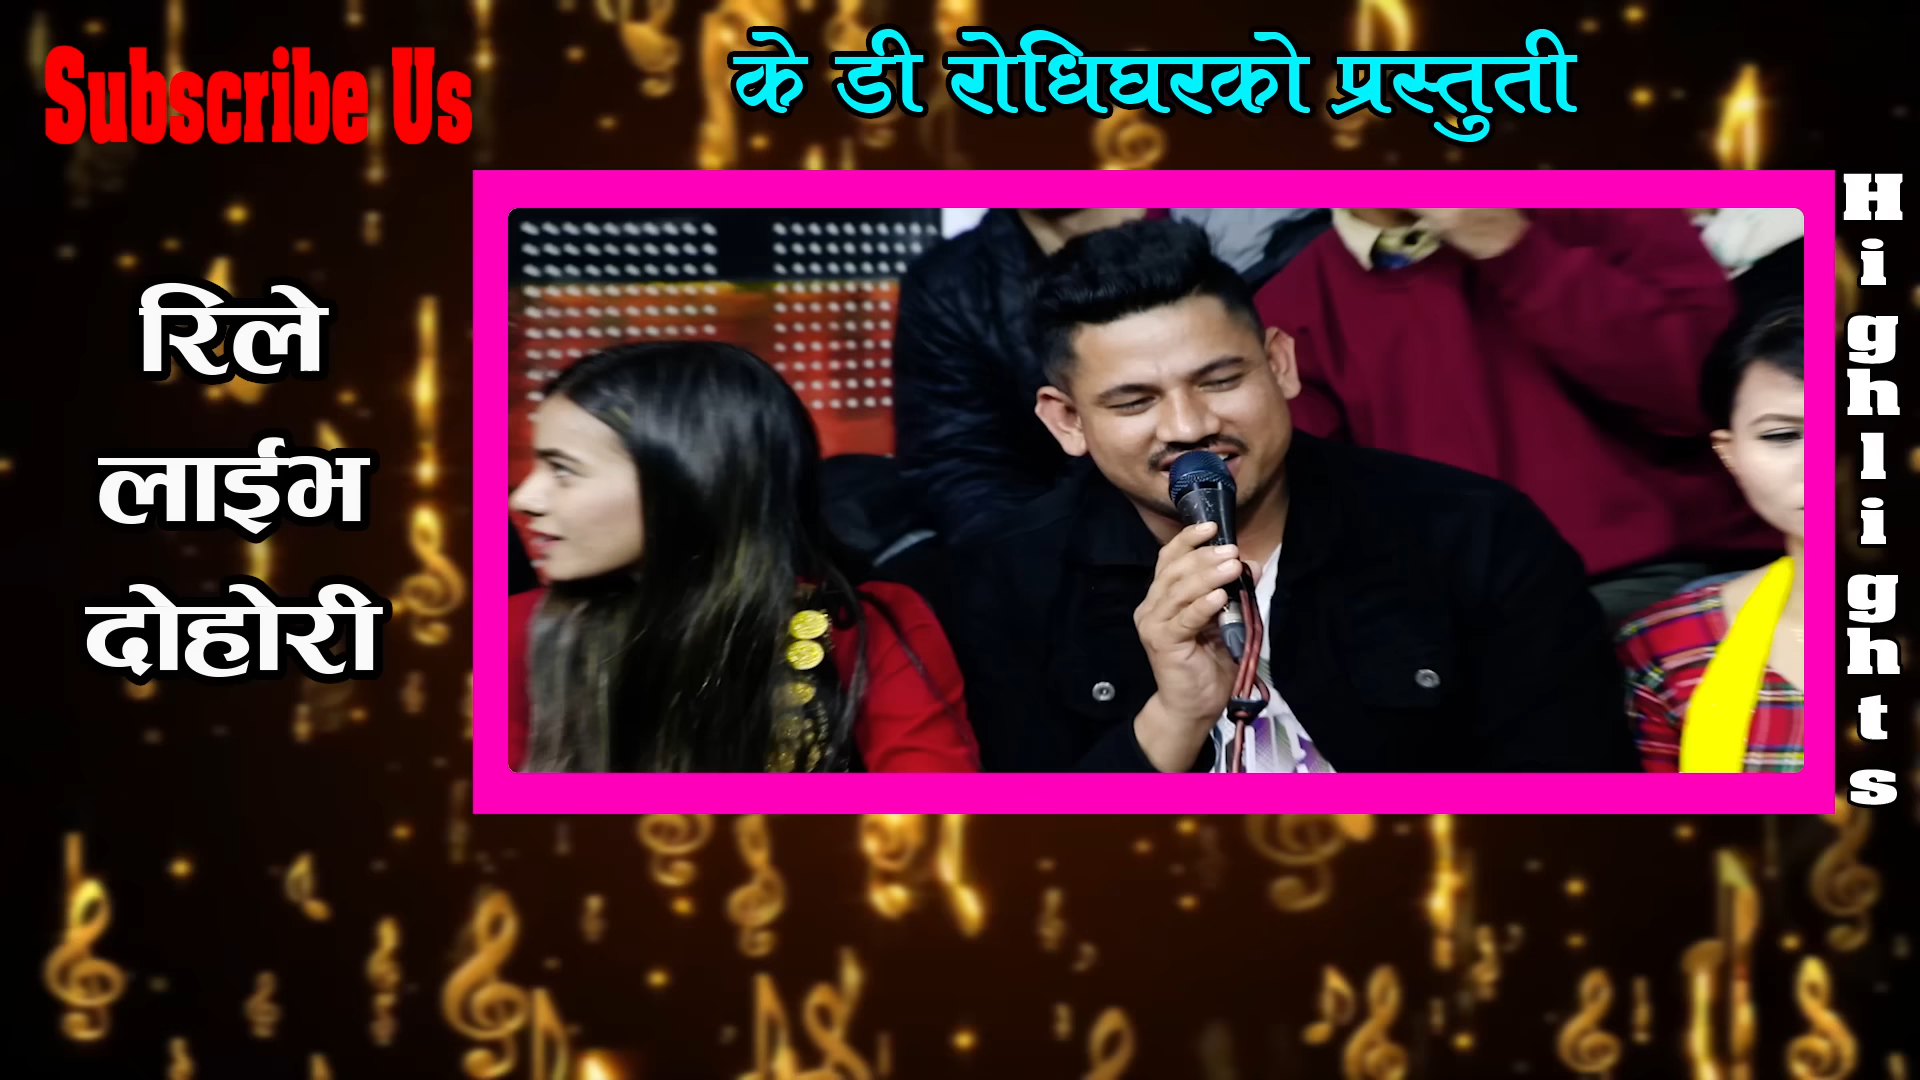 Subscribe Us
के डी रोधिघरको प्रस्तुती
रिले
लाईभ
दोहोरी
Highlights